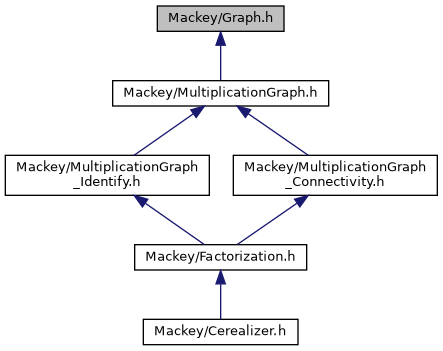 Mackey/Graph.h
Mackey/MultiplicationGraph.h
Mackey/MultiplicationGraph
_Identify.h
Mackey/MultiplicationGraph
_Connectivity.h
Mackey/Factorization.h
Mackey/Cerealizer.h